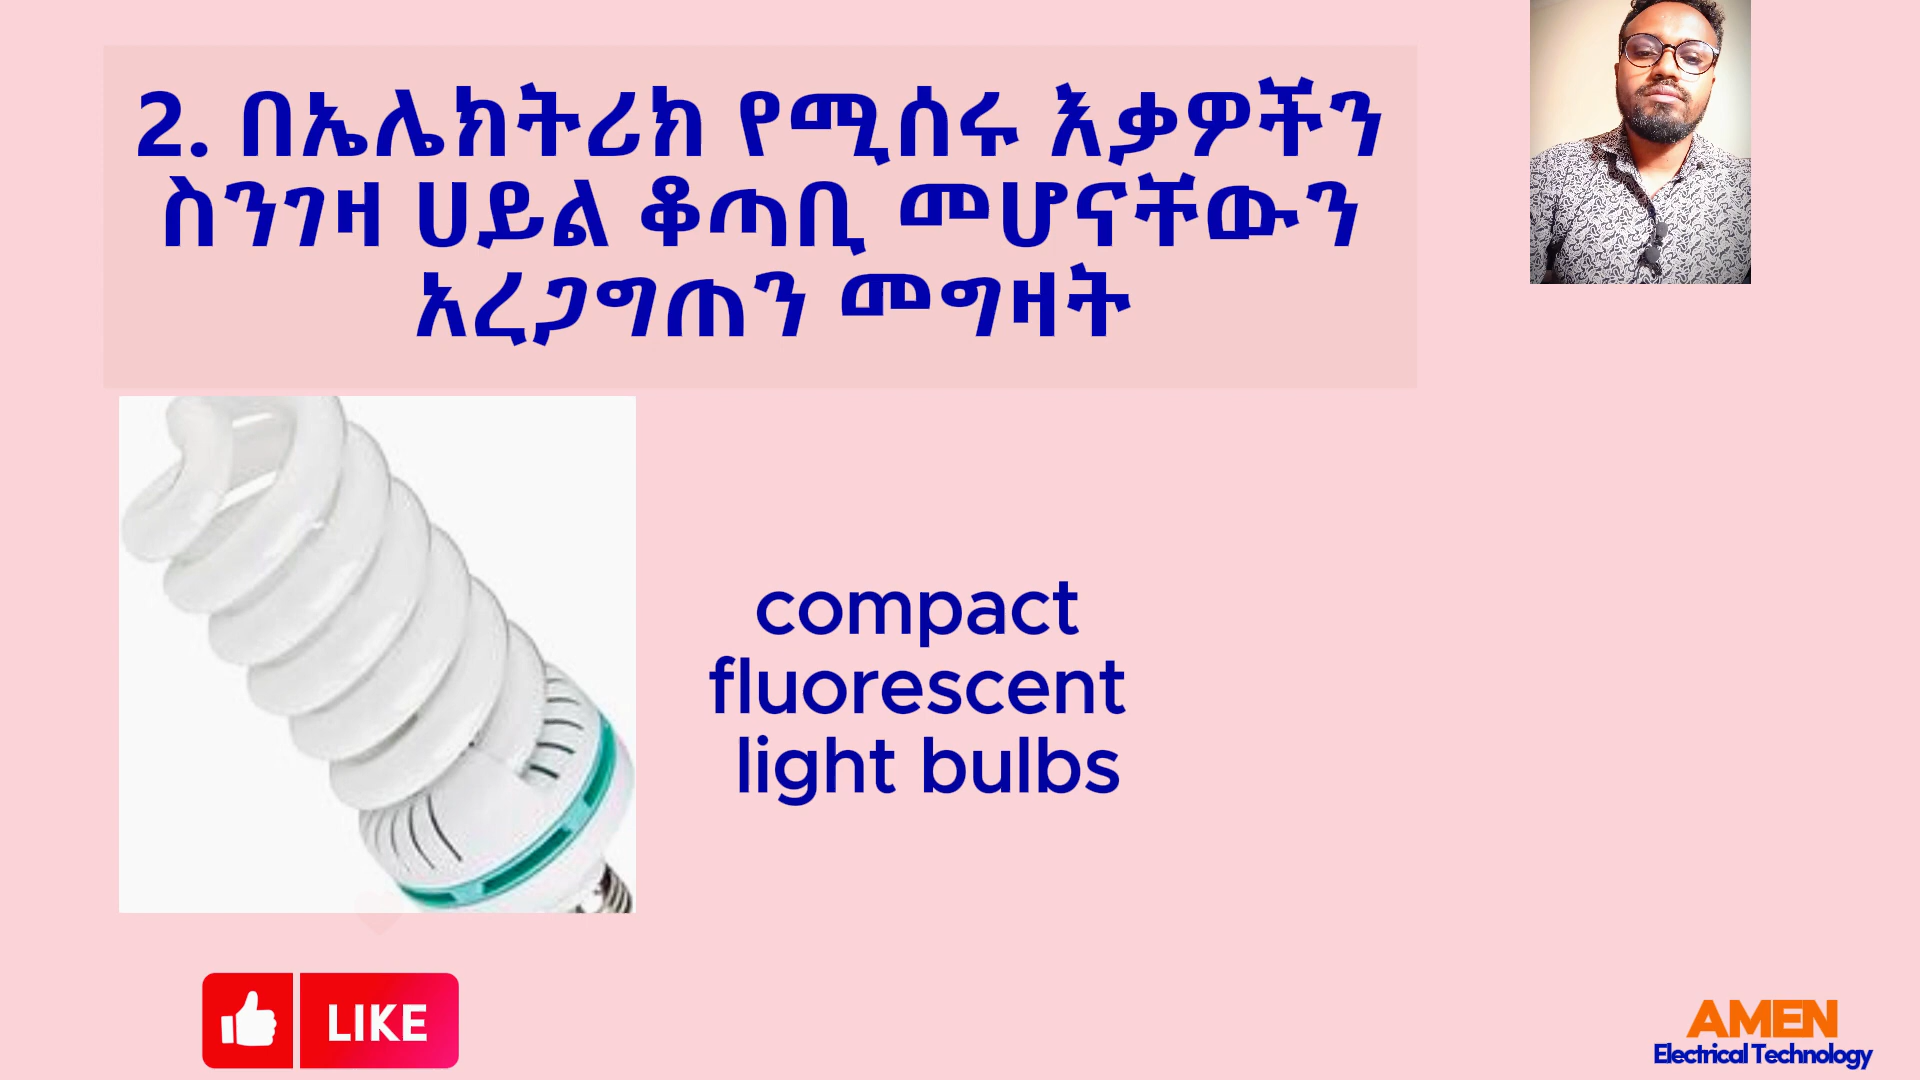 2. በኤሌክትሪክ የሚሰሩ እቃዎችን
ስንገዛ ሀይል ቆጣቢ መሆናቸውን
አረጋግጠን መግዛት
compact
fluorescent
light bulbs
LIKE
AMEN
Electrical Technology